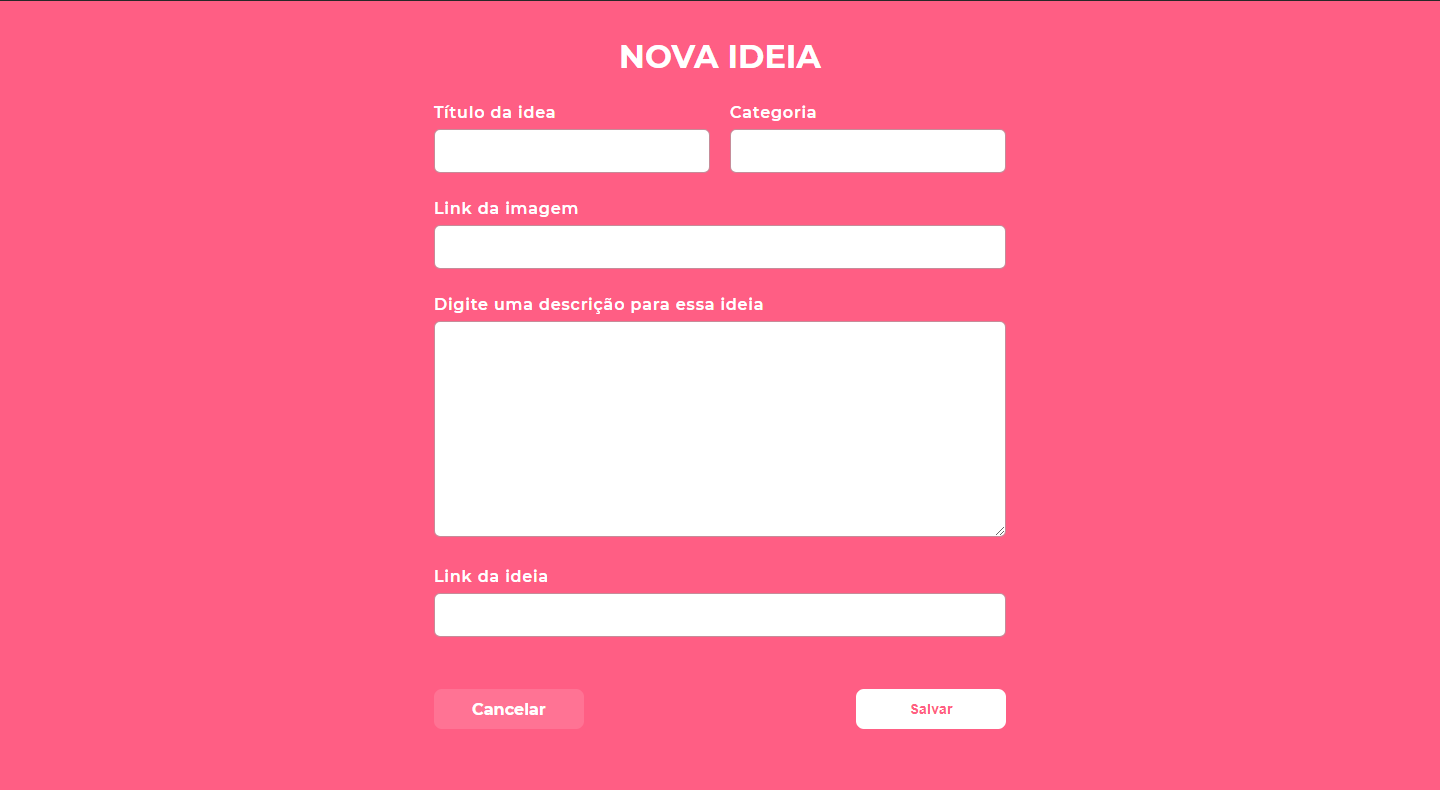 NOVA IDEIA
Título da idea
Categoria
Link da imagem
Digite uma descrição para essa ideia
Link da ideia
Cancelar
Salvar